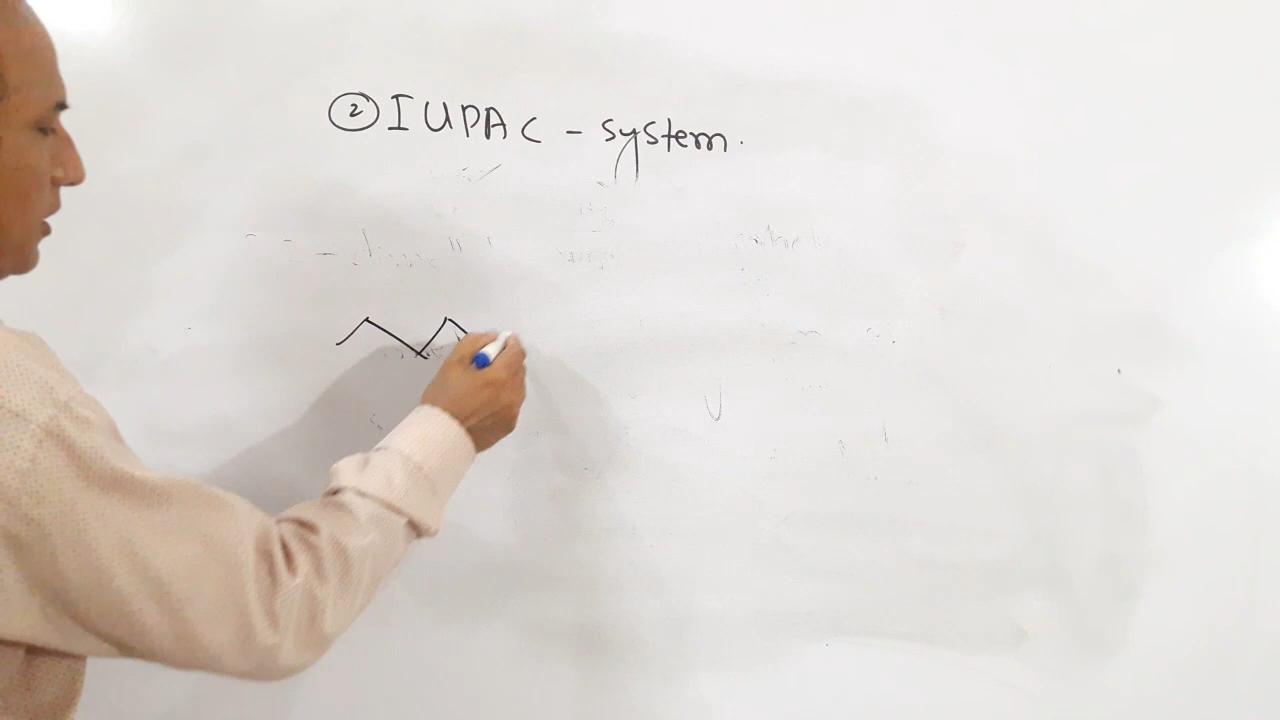 ② IUPAC - system.